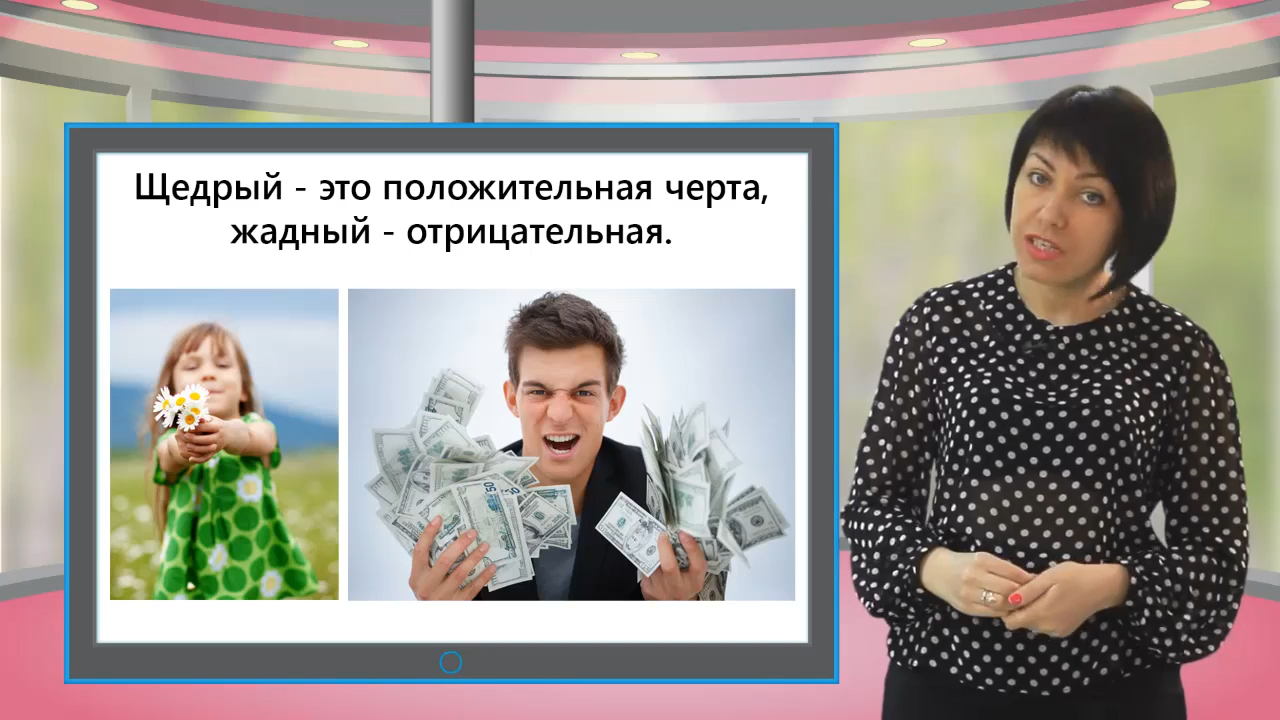 Щедрый - это положительная черта,
жадный - отрицательная.